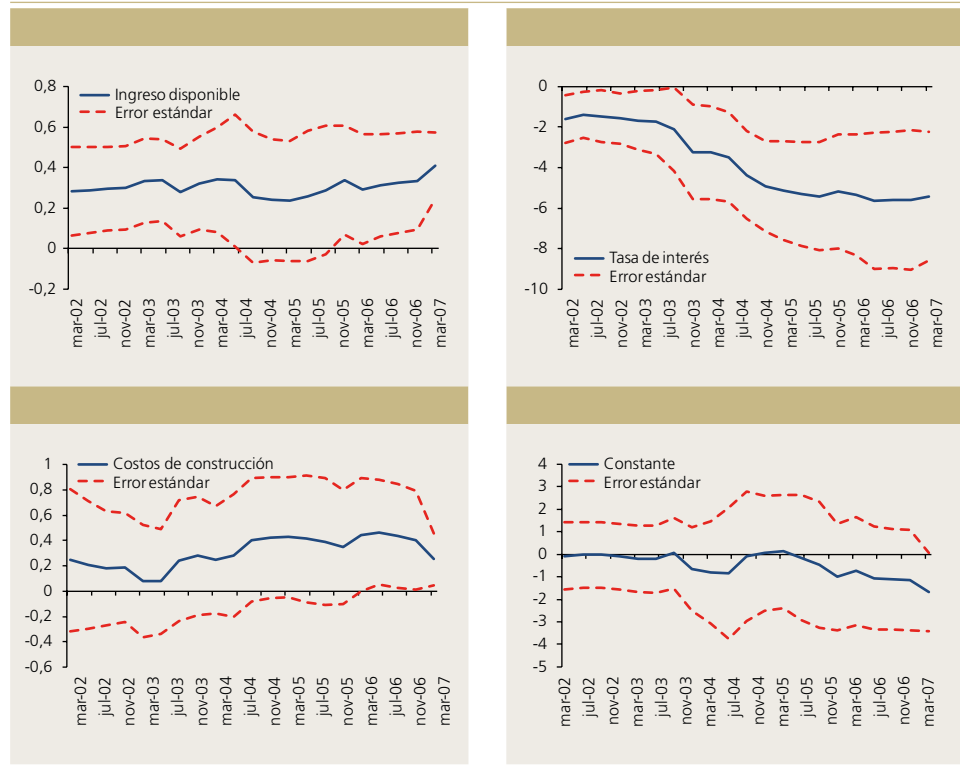 Ingreso disponible
Error estándar
0,8
0,6
0,4
0,2
0
-0,2
mar-02
jul-02
nov-02
mar-03
jul-03
nov-03
mar-04
jul-04
nov-04
mar-05
jul-05
nov-05
mar-06
jul-06
nov-06
mar-07
0
-2
-4
-6
-8
-10
Tasa de interés
Error estándar
mar-02
jul-02
nov-02
mar-03
jul-03
nov-03
mar-04
jul-04
nov-04
mar-05
jul-05
nov-05
mar-06
jul-06
nov-06
mar-07
Costos de construcción
Error estándar
1
0,8
0,6
0,4
0,2
0
-0,2
-0,4
-0,6
mar-02
jul-02
nov-02
mar-03
jul-03
nov-03
mar-04
jul-04
nov-04
mar-05
jul-05
nov-05
mar-06
jul-06
nov-06
mar-07
Constante
Error estándar
4
3
2
1
0
-1
-2
-3
-4
-5
mar-02
jul-02
nov-02
mar-03
jul-03
nov-03
mar-04
jul-04
nov-04
mar-05
jul-05
nov-05
mar-06
jul-06
nov-06
mar-07